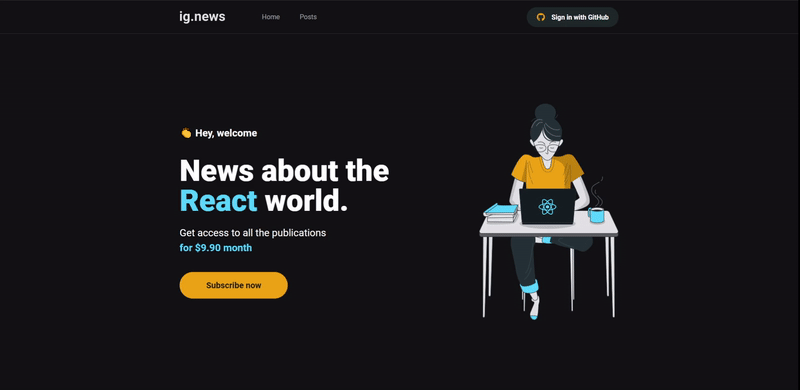 ig.news
Home
Posts
Sign in with GitHub
👏 Hey, welcome
News about the
React world.
Get access to all the publications
for $9.90 month
Subscribe now